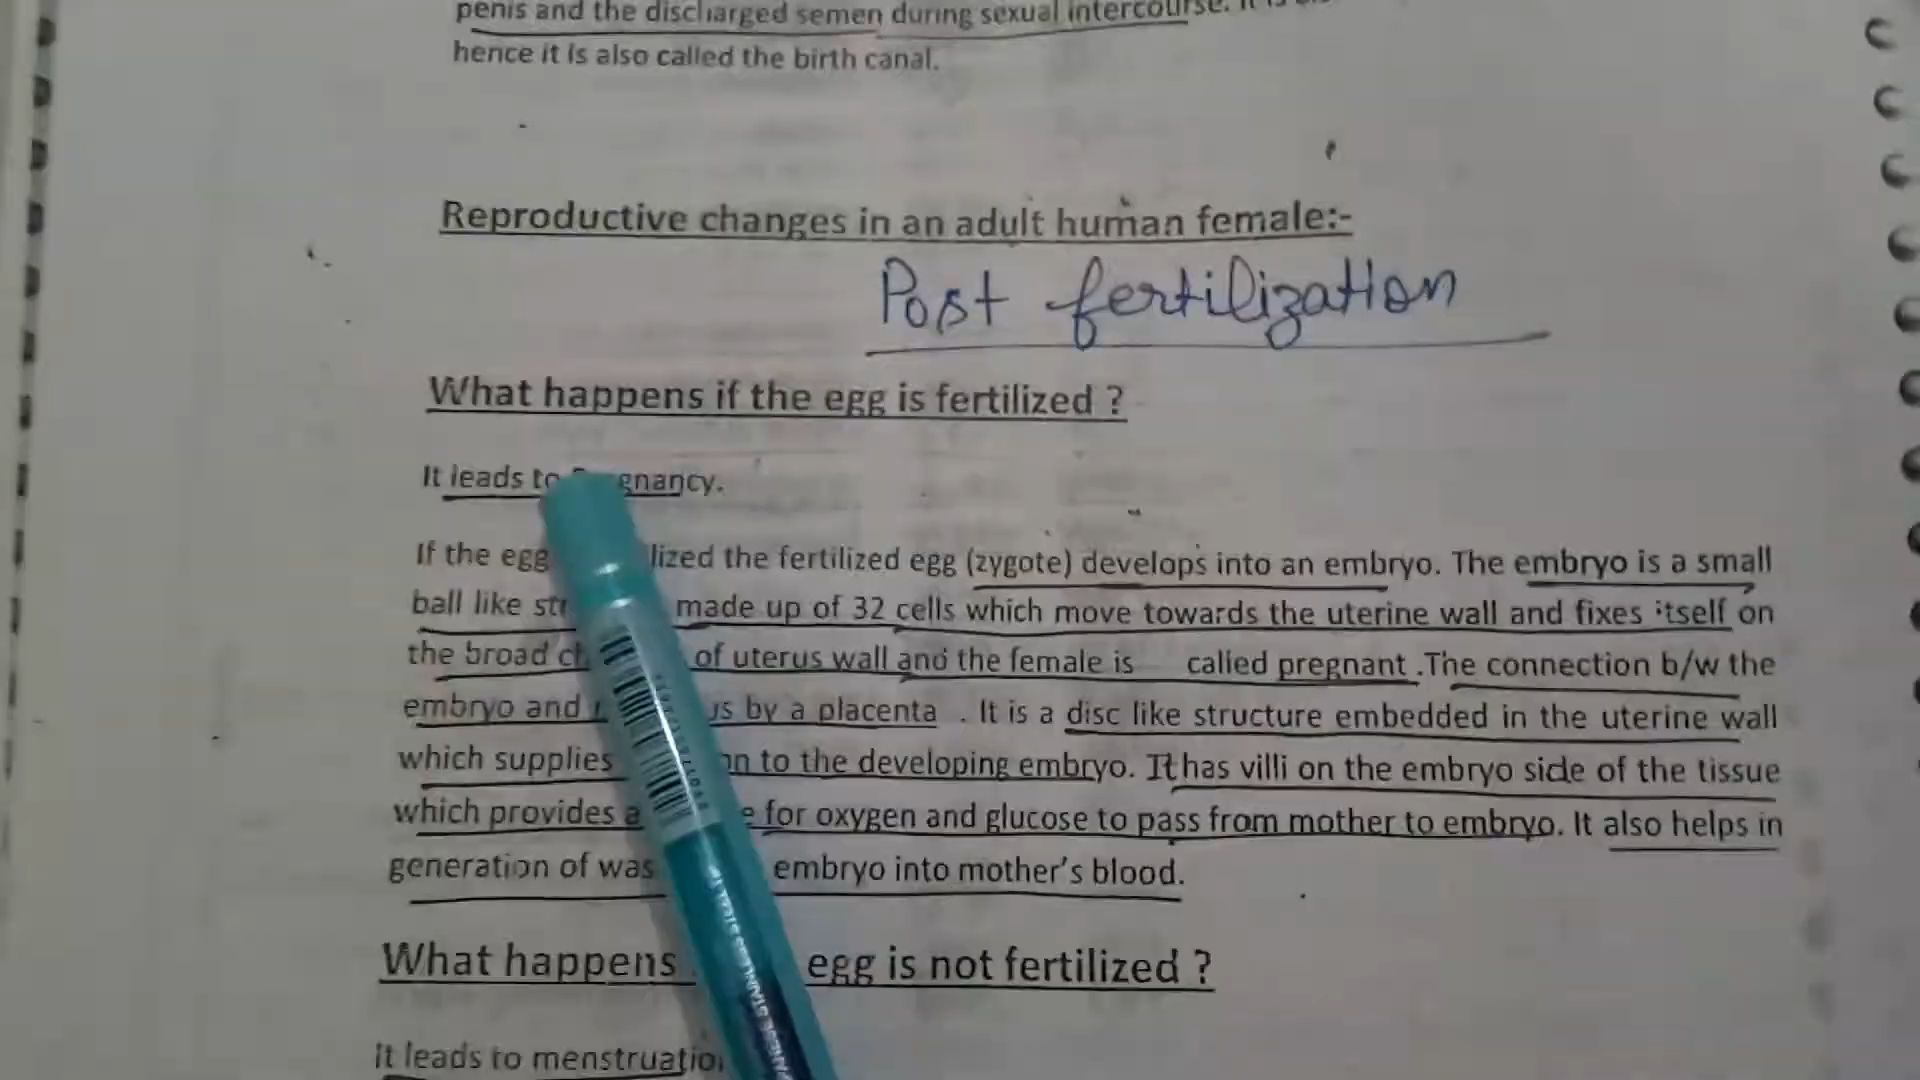 penis and the discharged semen during sexual intercourse. It is
hence it is also called the birth canal.
Reproductive changes in an adult human female:-
Post fertilization
What happens if the egg is fertilized ?
It leads to gnancy.
If the egg lized the fertilized egg (zygote) develops into an embryo. The embryo is a small
ball like str made up of 32 cells which move towards the uterine wall and fixes itself on
the broad of uterus wall and the female is called pregnant .The connection b/w the
embryo and us by a placenta . It is a disc like structure embedded in the uterine wall
which supplies on to the developing embryo. It has villi on the embryo side of the tissue
which provides a for oxygen and glucose to pass from mother to embryo. It also helps in
generation of was embryo into mother's blood.
What happens egg is not fertilized ?
It leads to menstruation